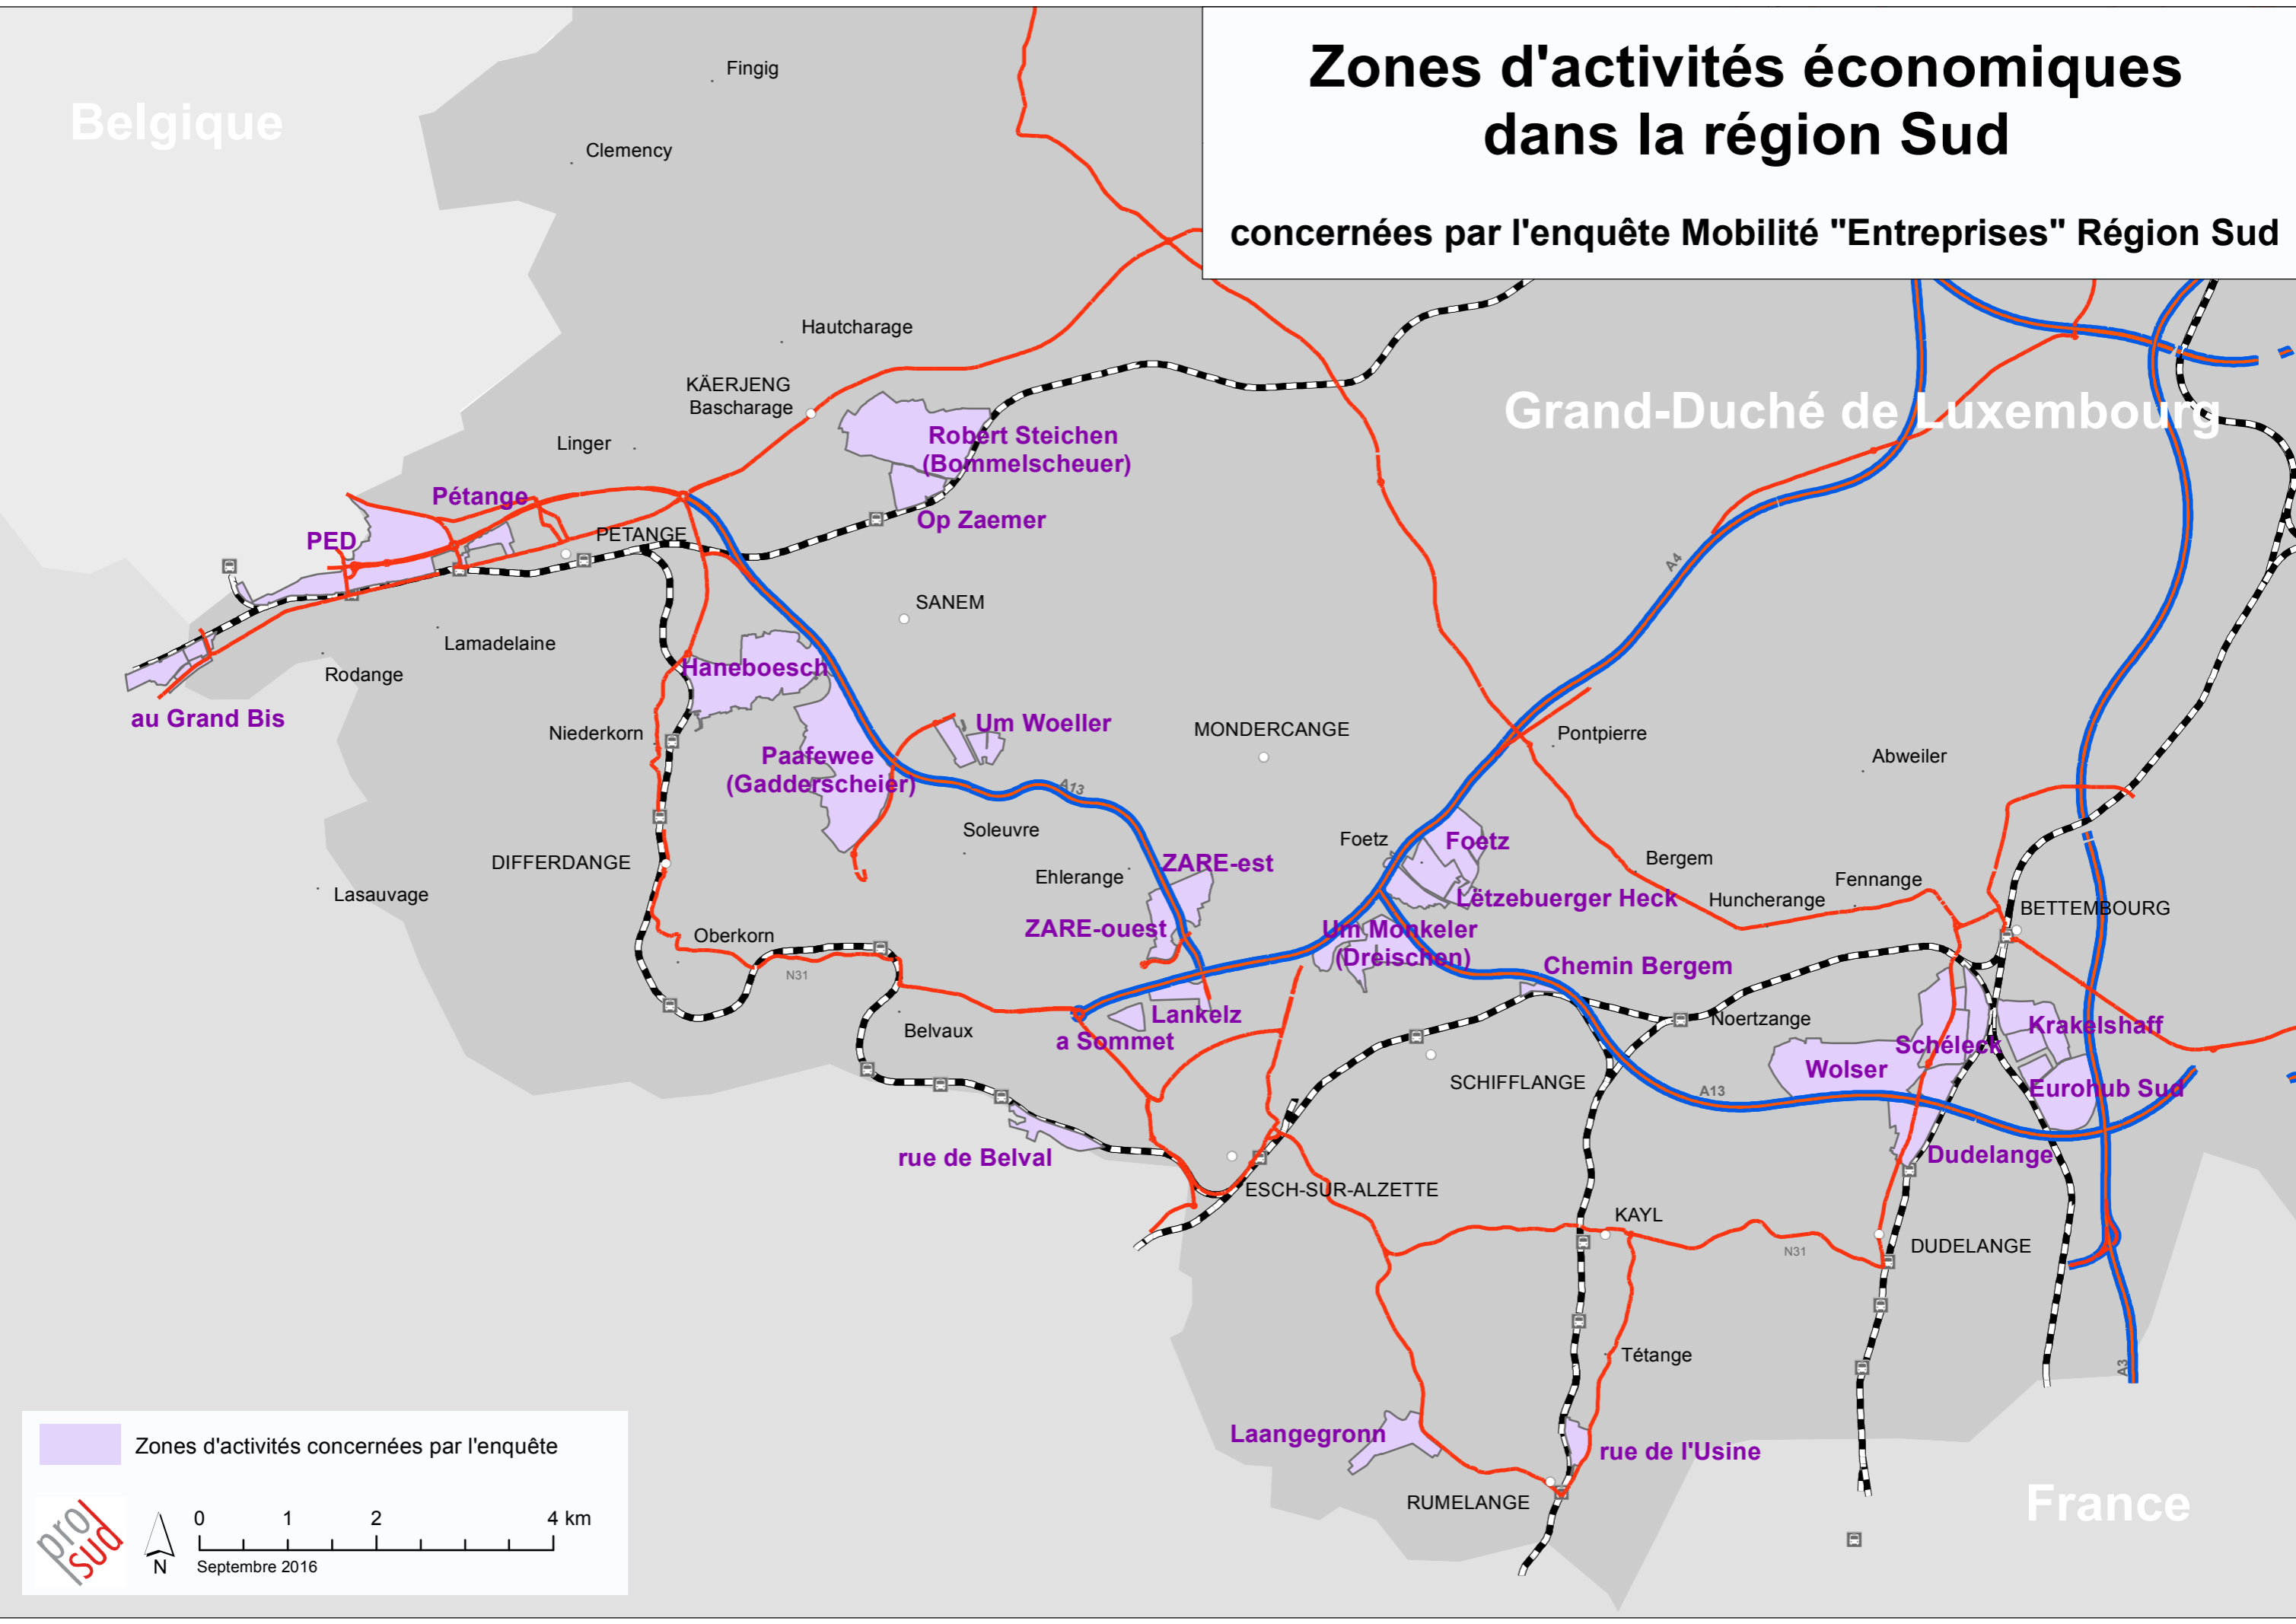 Zones d'activités économiques
dans la région Sud
concernées par l'enquête Mobilité "Entreprises" Région Sud
Belgique
Fingig
Clemency
Hautcharage
KÄERJENG
Bascharage
Grand-Duché de Luxembourg
Linger
Robert Steichen
(Bommelscheuer)
Pétange
Op Zaemer
PED
PETANGE
A4
SANEM
Lamadelaine
Rodange
Haneboesch
au Grand Bis
Niederkorn
Um Woeller
MONDERCANGE
Pontpierre
Abweiler
Paafewee
(Gadderscheier)
A13
Soleuvre
Foetz
Foetz
DIFFERDANGE
ZARE-est
Bergem
Ehlerange
Fennange
Lasauvage
Lëtzebuerger Heck
Huncherange
BETTEMBOURG
ZARE-ouest
Um Monkeler
(Dreischen)
Oberkorn
N31
Chemin Bergem
Lankelz
a Sommet
Belvaux
Noertzange
Krakelshaff
Schéleck
Wolser
SCHIFFLANGE
A13
Eurohub Sud
rue de Belval
Dudelange
ESCH-SUR-ALZETTE
KAYL
N31
DUDELANGE
Tétange
A3
Laangegronn
rue de l'Usine
RUMELANGE
France
Zones d'activités concernées par l'enquête
pro
sud
N
0 1 2 4 km
Septembre 2016